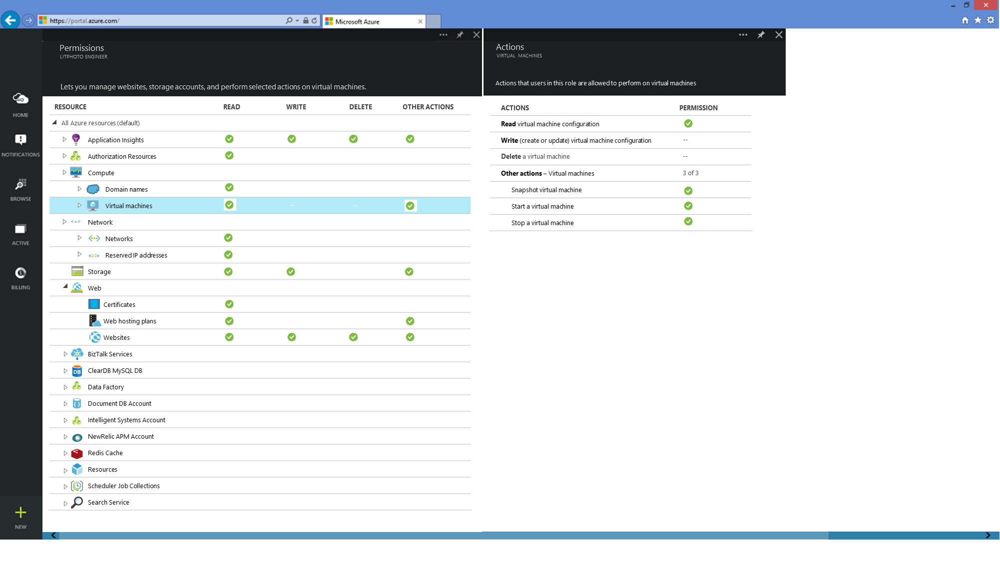 https://portal.azure.com/
Microsoft Azure
Permissions
LITPHOTO ENGINEER
Lets you manage websites, storage accounts, and perform selected actions on virtual machines.
Actions
VIRTUAL MACHINES
Actions that users in this role are allowed to perform on virtual machines
HOME
NOTIFICATIONS
BROWSE
ACTIVE
BILLING
NEW
RESOURCE READ WRITE DELETE OTHER ACTIONS
All Azure resources (default)
Application Insights
Authorization Resources
Compute
Domain names
Virtual machines -- --
Network
Networks
Reserved IP addresses
Storage
Web
Certificates
Web hosting plans
Websites
BizTalk Services
DB ClearDB MySQL DB
Data Factory
Document DB Account
Intelligent Systems Account
NewRelic APM Account
Redis Cache
Resources
Scheduler Job Collections
Search Service
ACTIONS PERMISSION
Read virtual machine configuration
Write (create or update) virtual machine configuration --
Delete a virtual machine --
Other actions – Virtual machines 3 of 3
Snapshot virtual machine
Start a virtual machine
Stop a virtual machine